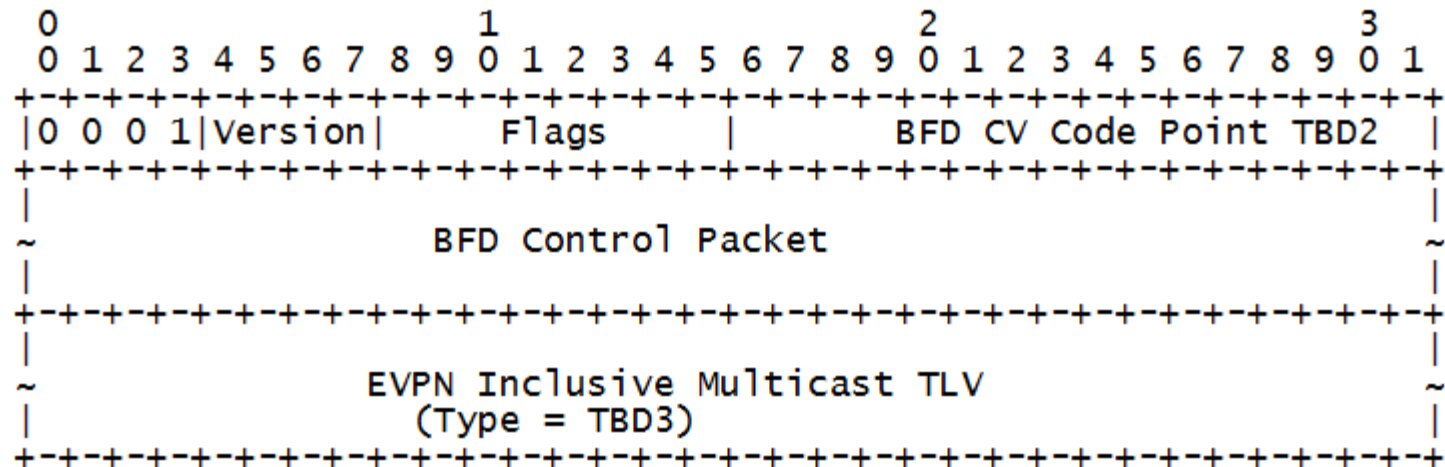 0                   1                   2                   3
 0 1 2 3 4 5 6 7 8 9 0 1 2 3 4 5 6 7 8 9 0 1 2 3 4 5 6 7 8 9 0 1
+-+-+-+-+-+-+-+-+-+-+-+-+-+-+-+-+-+-+-+-+-+-+-+-+-+-+-+-+-+-+-+-+
|0 0 0 1|Version|     Flags     |       BFD CV Code Point TBD2  |
+-+-+-+-+-+-+-+-+-+-+-+-+-+-+-+-+-+-+-+-+-+-+-+-+-+-+-+-+-+-+-+-+
|                                                               |
~                  BFD Control Packet                           ~
|                                                               |
+-+-+-+-+-+-+-+-+-+-+-+-+-+-+-+-+-+-+-+-+-+-+-+-+-+-+-+-+-+-+-+-+
|                                                               |
~               EVPN Inclusive Multicast TLV                    ~
|                 (Type = TBD3)                                 |
+-+-+-+-+-+-+-+-+-+-+-+-+-+-+-+-+-+-+-+-+-+-+-+-+-+-+-+-+-+-+-+-+